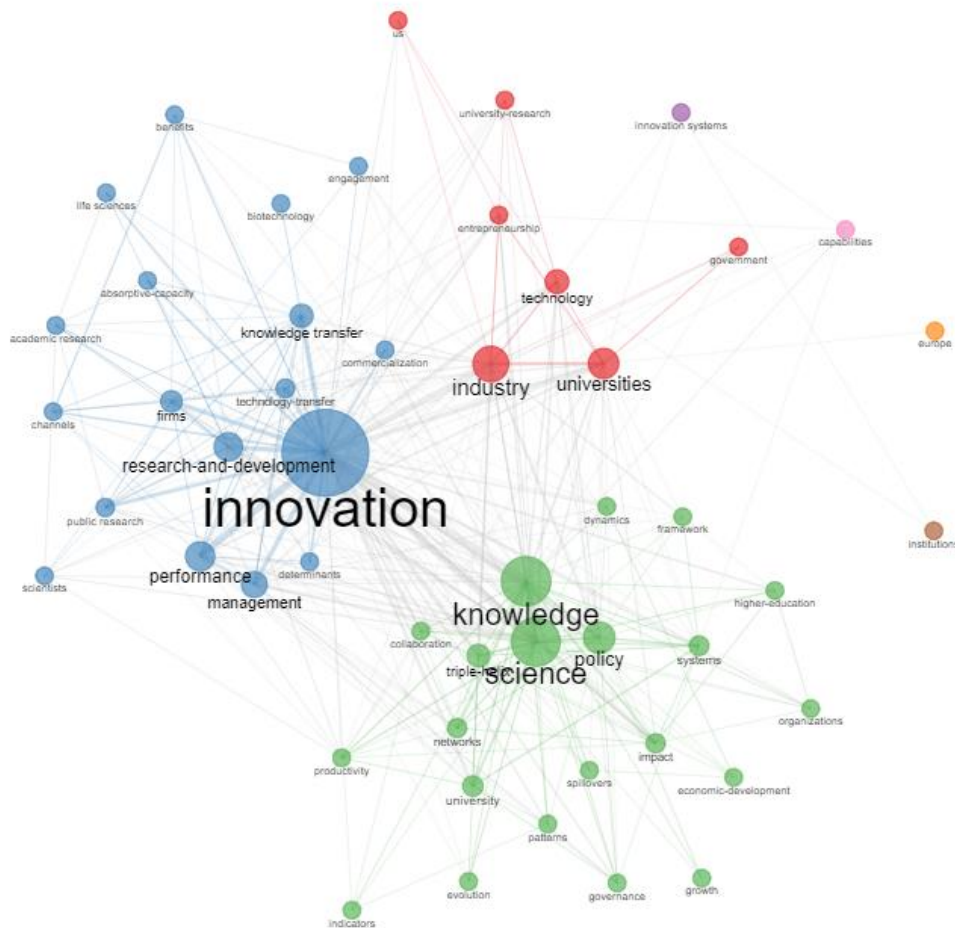 us
university-research
benefits
innovation systems
engagement
life sciences
biotechnology
entrepreneurship
capabilities
government
absorptive-capacity
technology
academic research
knowledge transfer
europe
commercialization
industry
universities
technology-transfer
firms
channels
research-and-development
innovation
public research
dynamics
framework
institutions
performance
determinants
scientists
management
higher-education
knowledge
collaboration
policy
systems
triple-helix
science
organizations
networks
impact
productivity
spillovers
economic-development
university
patterns
evolution
governance
growth
indicators